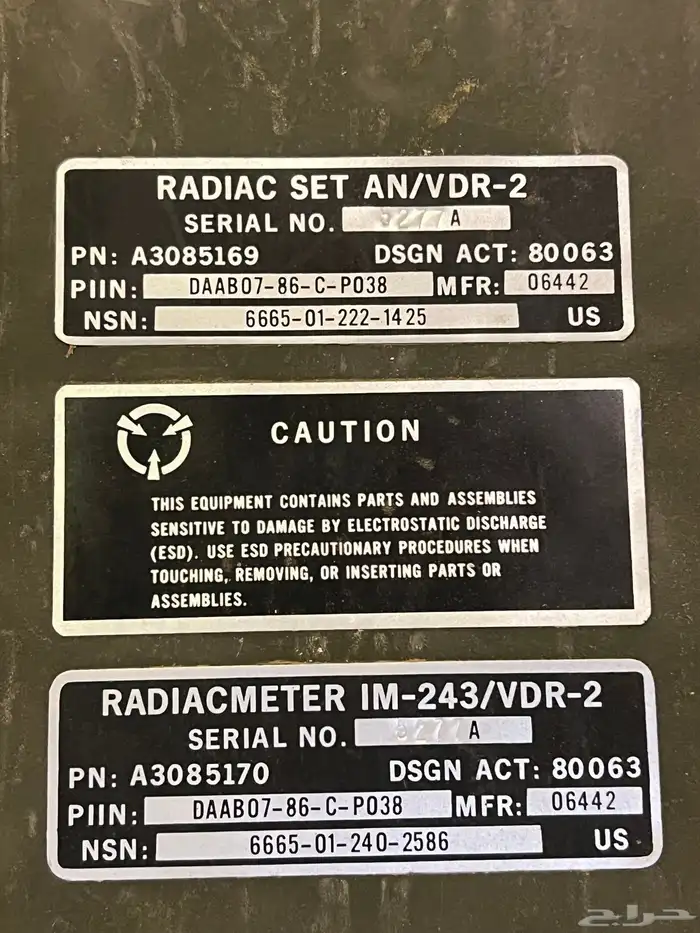 RADIAC SET AN/VDR-2
SERIAL NO. 3277A
PN: A3085169 DSGN ACT: 80063
PIIN: DAAB07-86-C-P038 MFR: 06442
NSN: 6665-01-222-1425 US
CAUTION
THIS EQUIPMENT CONTAINS PARTS AND ASSEMBLIES
SENSITIVE TO DAMAGE BY ELECTROSTATIC DISCHARGE
(ESD). USE ESD PRECAUTIONARY PROCEDURES WHEN
TOUCHING, REMOVING, OR INSERTING PARTS OR
ASSEMBLIES.
RADIACMETER IM-243/VDR-2
SERIAL NO. A
PN: A3085170 DSGN ACT: 80063
PIIN: DAAB07-86-C-P038 MFR: 06442
NSN: 6665-01-240-2586 US
حراج